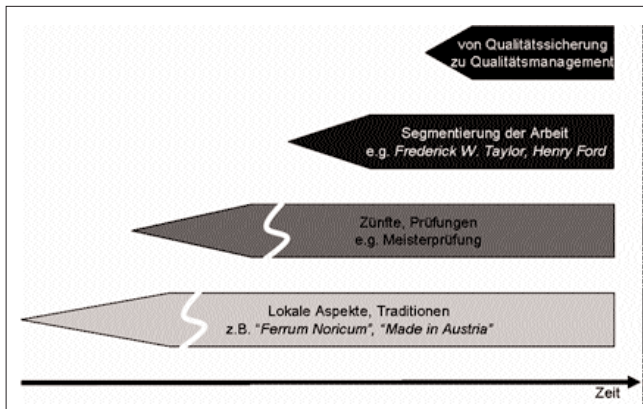 von Qualitätssicherung
zu Qualitätsmanagement
Segmentierung der Arbeit
e.g. Frederick W. Taylor, Henry Ford
Zünfte, Prüfungen
e.g. Meisterprüfung
Lokale Aspekte, Traditionen
z.B. "Ferrum Noricum", "Made in Austria"
Zeit